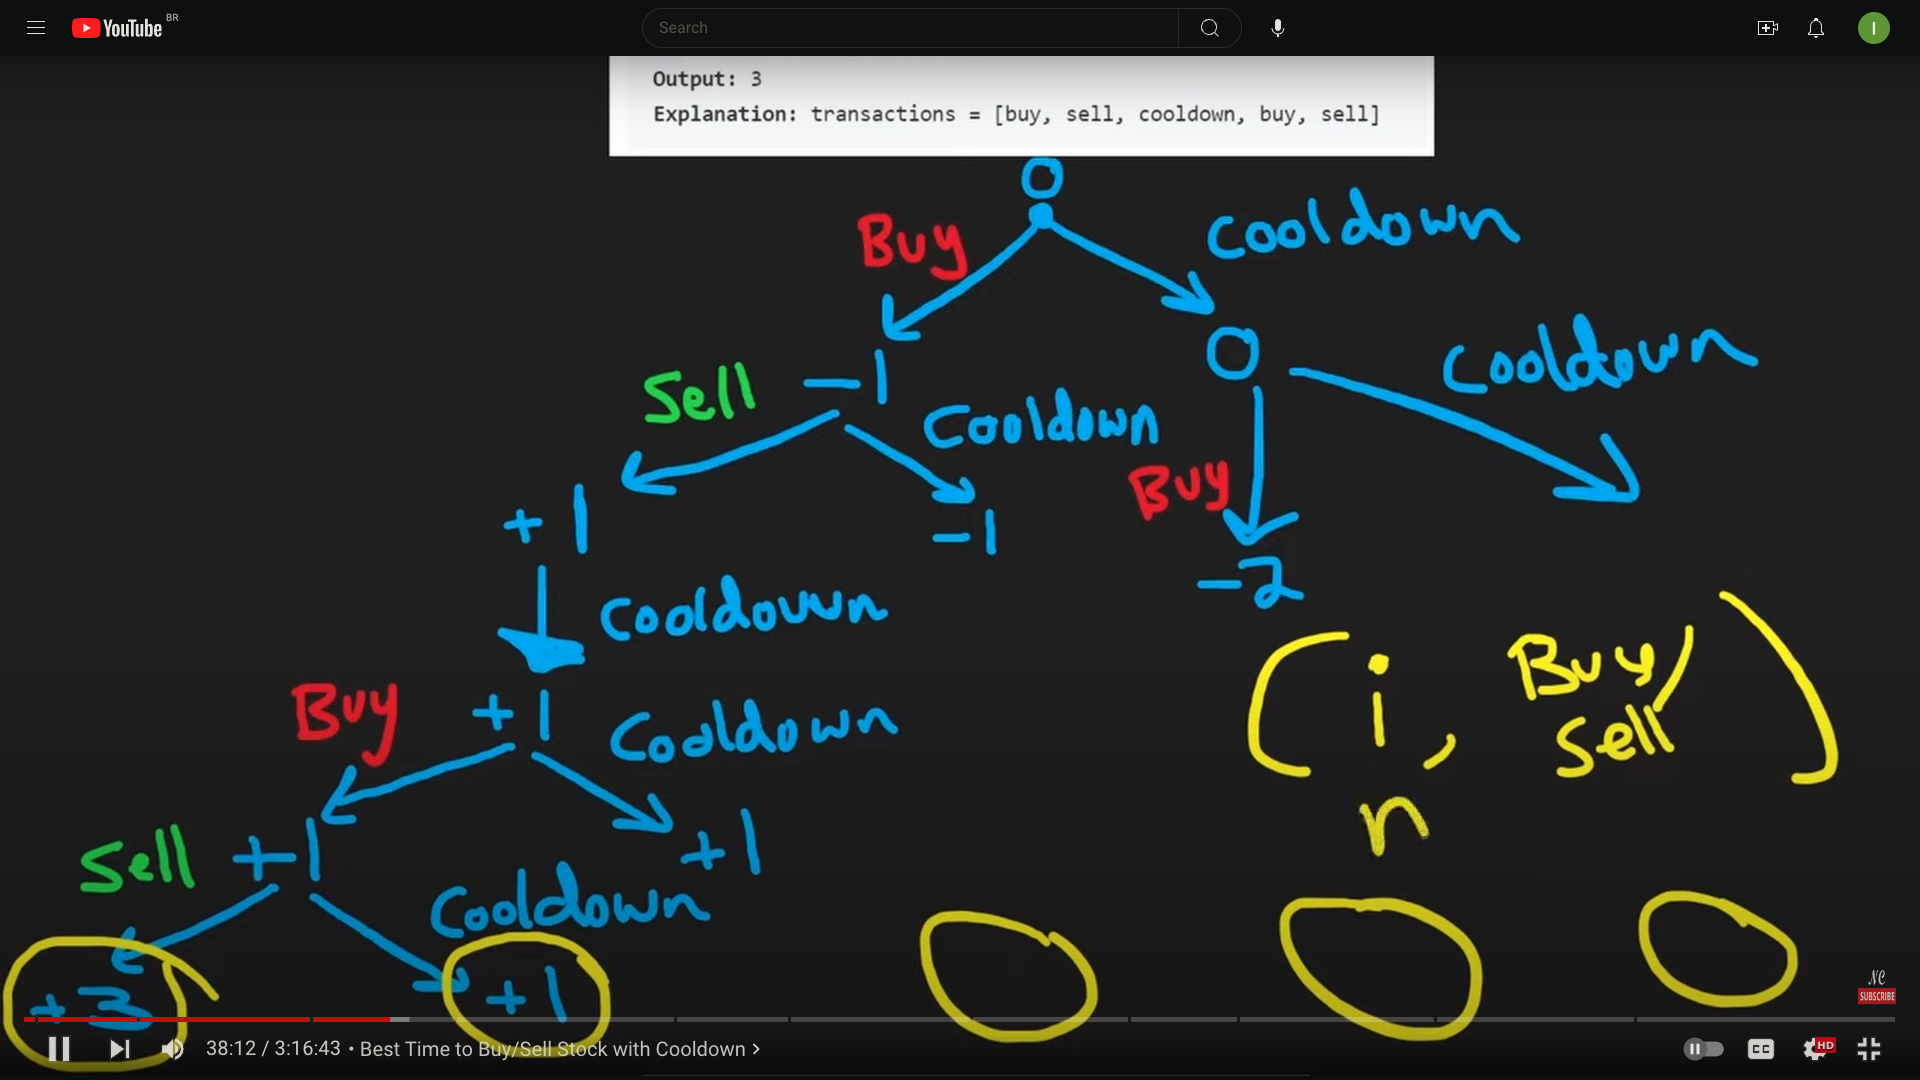 YouTube BR
Search
I
Output: 3
Explanation: transactions = [buy, sell, cooldown, buy, sell]
0
Buy
Cooldown
0
Cooldown
Sell
-1
Cooldown
Buy
+1
-1
-2
Cooldown
(i, Buy/
Sell)
n
Buy
+1
Cooldown
Sell
+1
+1
Cooldown
+3
+1
NC
SUBSCRIBE
38:12 / 3:16:43 • Best Time to Buy/Sell Stock with Cooldown >
CC
HD